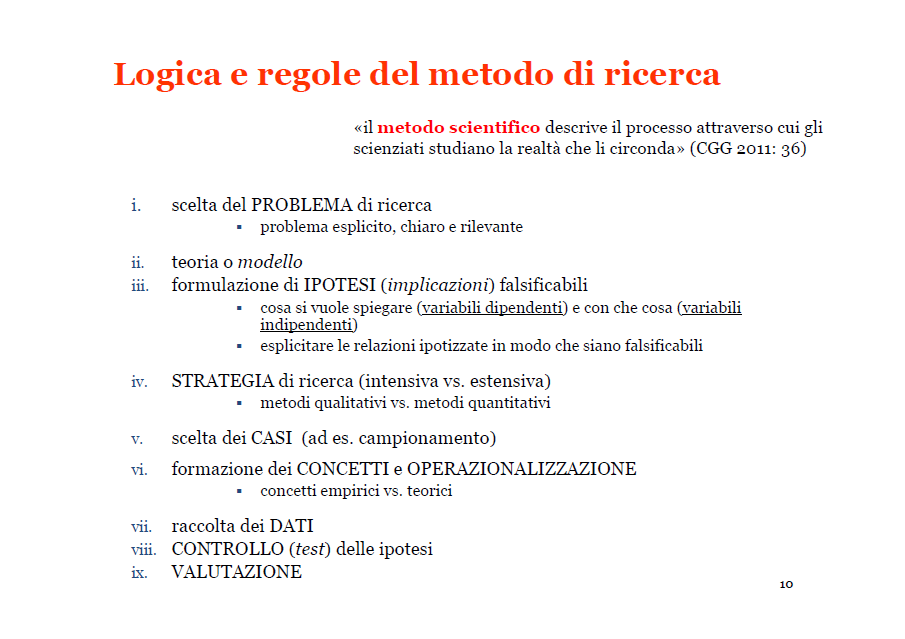 Logica e regole del metodo di ricerca
«il metodo scientifico descrive il processo attraverso cui gli
scienziati studiano la realtà che li circonda» (CGG 2011: 36)
i. scelta del PROBLEMA di ricerca
▪ problema esplicito, chiaro e rilevante
ii. teoria o modello
iii. formulazione di IPOTESI (implicazioni) falsificabili
▪ cosa si vuole spiegare (variabili dipendenti) e con che cosa (variabili
indipendenti)
▪ esplicitare le relazioni ipotizzate in modo che siano falsificabili
iv. STRATEGIA di ricerca (intensiva vs. estensiva)
▪ metodi qualitativi vs. metodi quantitativi
v. scelta dei CASI (ad es. campionamento)
vi. formazione dei CONCETTI e OPERAZIONALIZZAZIONE
▪ concetti empirici vs. teorici
vii. raccolta dei DATI
viii. CONTROLLO (test) delle ipotesi
ix. VALUTAZIONE
10